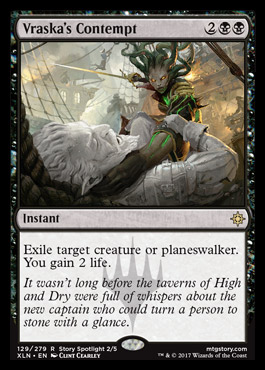 Vraska's Contempt 2
Instant
Exile target creature or planeswalker.
You gain 2 life.
It wasn't long before the taverns of High
and Dry were full of whispers about the
new captain who could turn a person to
stone with a glance.
129/279 R Story Spotlight 2/5
XLN • EN Clint Cearley
mtgstory.com
™ & © 2017 Wizards of the Coast